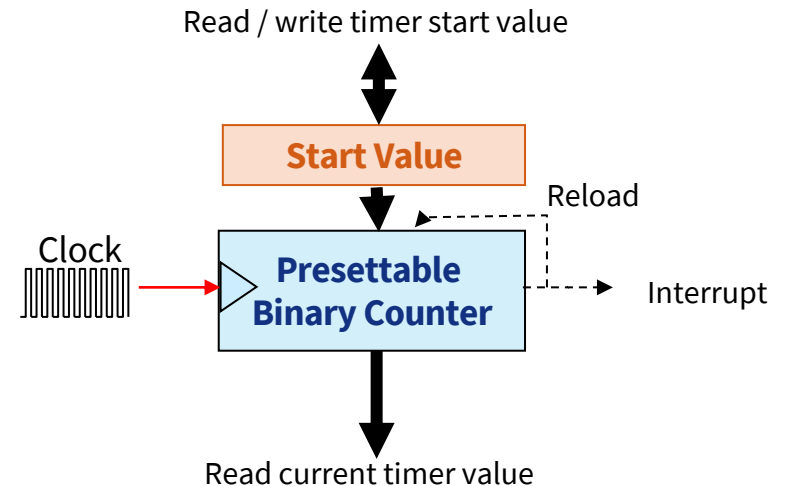 Read / write timer start value
Start Value
Reload
Clock
Presettable
Binary Counter
Interrupt
Read current timer value